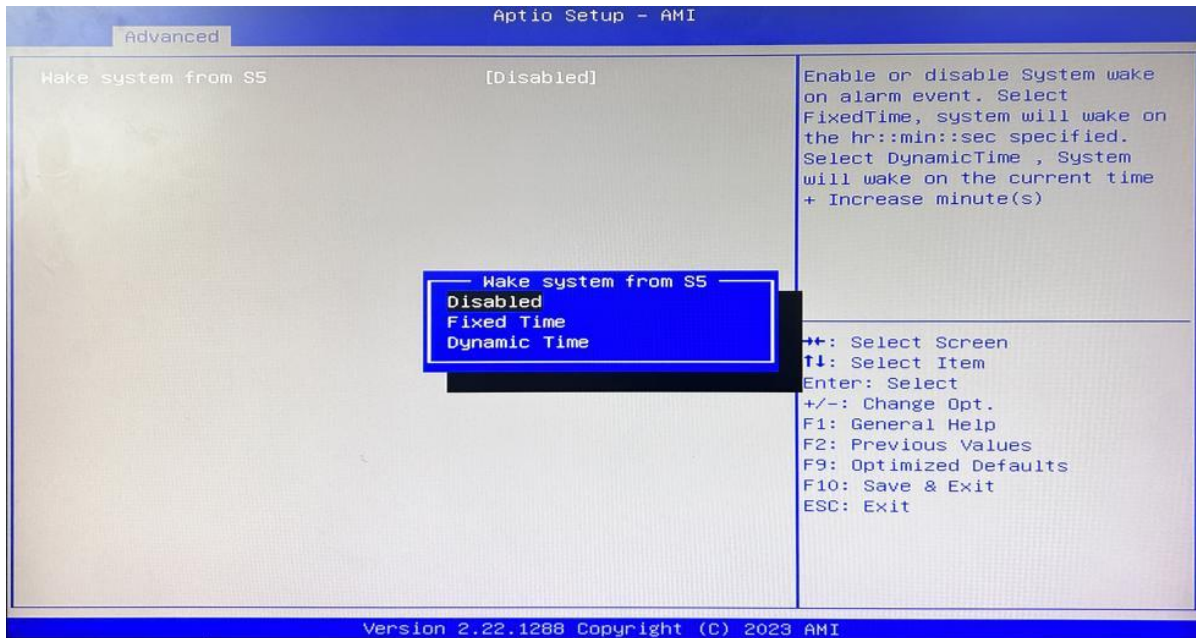 Aptio Setup – AMI
Advanced
Wake system from S5 [Disabled]
Enable or disable System wake
on alarm event. Select
FixedTime, system will wake on
the hr::min::sec specified.
Select DynamicTime , System
will wake on the current time
+ Increase minute(s)
Wake system from S5
Disabled
Fixed Time
Dynamic Time
→←: Select Screen
↑↓: Select Item
Enter: Select
+/-: Change Opt.
F1: General Help
F2: Previous Values
F9: Optimized Defaults
F10: Save & Exit
ESC: Exit
Version 2.22.1288 Copyright (C) 2023 AMI